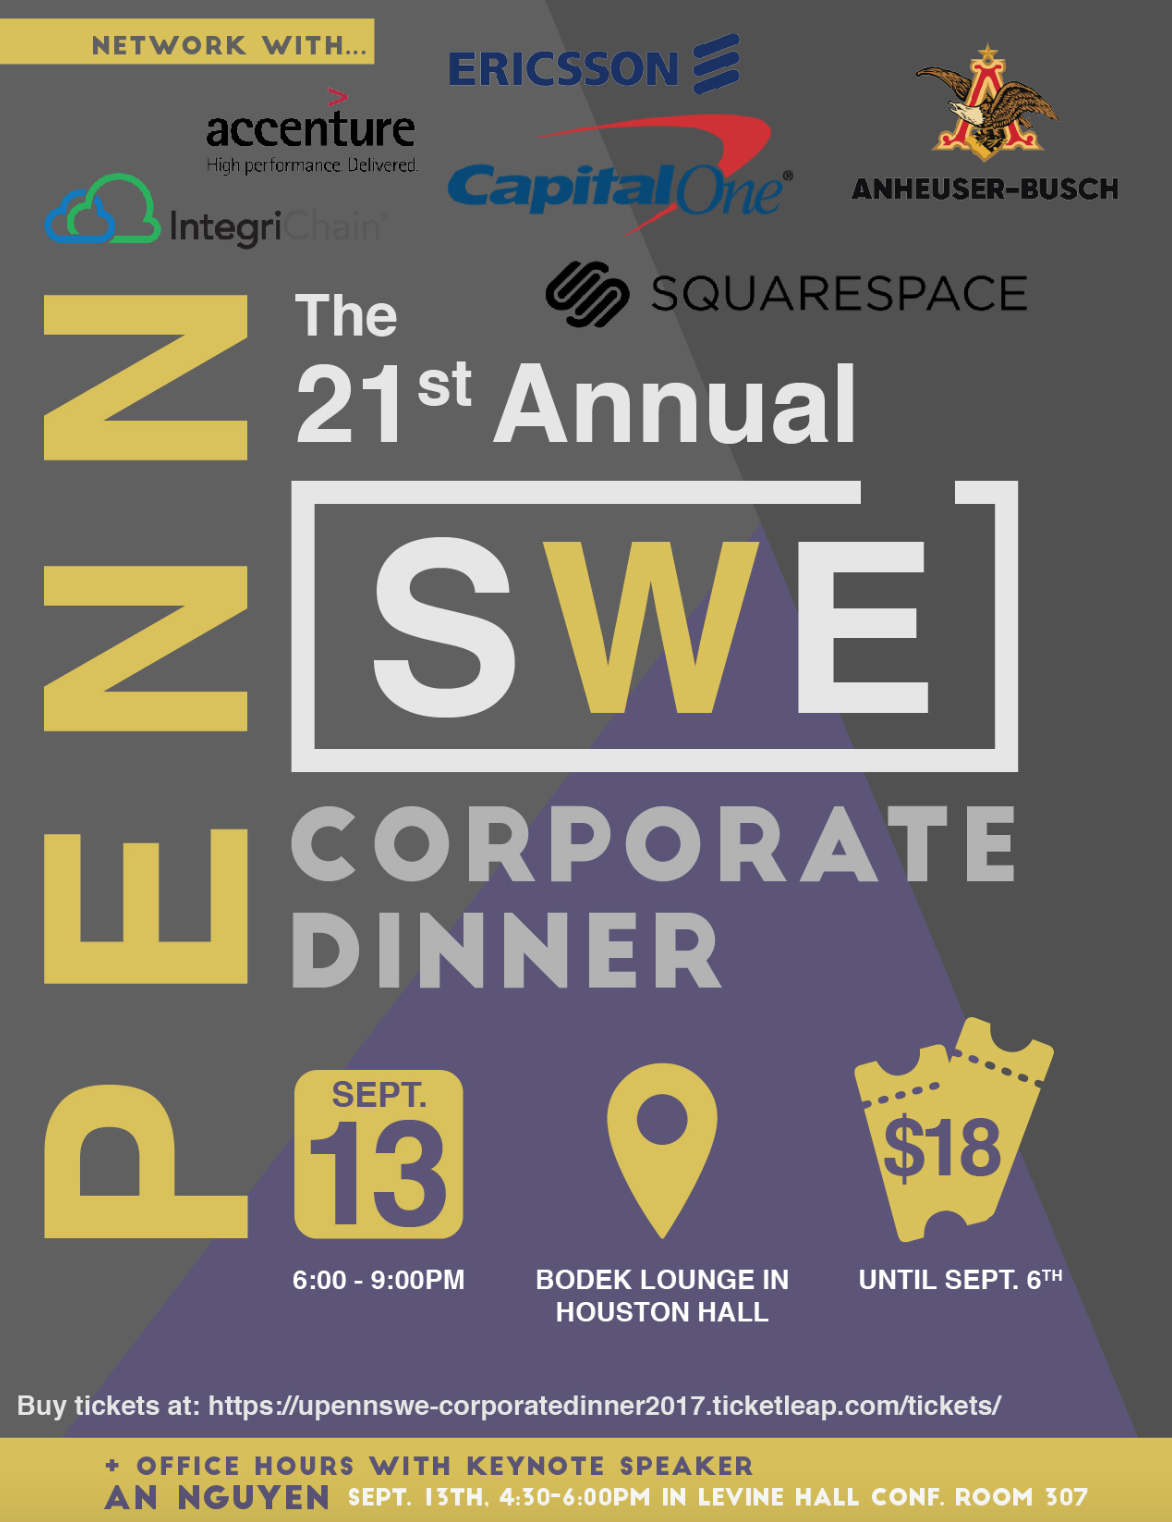 NETWORK WITH...
ERICSSON
accenture
High performance. Delivered.
CapitalOne®
ANHEUSER-BUSCH
IntegriChain®
SQUARESPACE
PENN
The
21st Annual
SWE
CORPORATE
DINNER
SEPT.
13
$18
6:00 - 9:00PM
BODEK LOUNGE IN
HOUSTON HALL
UNTIL SEPT. 6TH
Buy tickets at: https://upennswe-corporatedinner2017.ticketleap.com/tickets/
+ OFFICE HOURS WITH KEYNOTE SPEAKER
AN NGUYEN SEPT. 13TH, 4:30-6:00PM IN LEVINE HALL CONF. ROOM 307